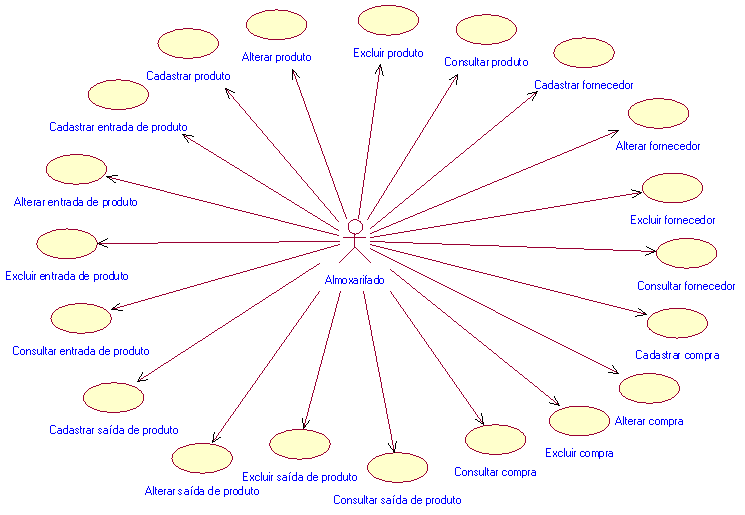 Excluir produto
Alterar produto
Consultar produto
Cadastrar produto
Cadastrar fornecedor
Cadastrar entrada de produto
Alterar fornecedor
Alterar entrada de produto
Excluir fornecedor
Excluir entrada de produto
Almoxarifado
Consultar fornecedor
Consultar entrada de produto
Cadastrar compra
Cadastrar saída de produto
Alterar compra
Excluir compra
Consultar compra
Excluir saída de produto
Alterar saída de produto
Consultar saída de produto